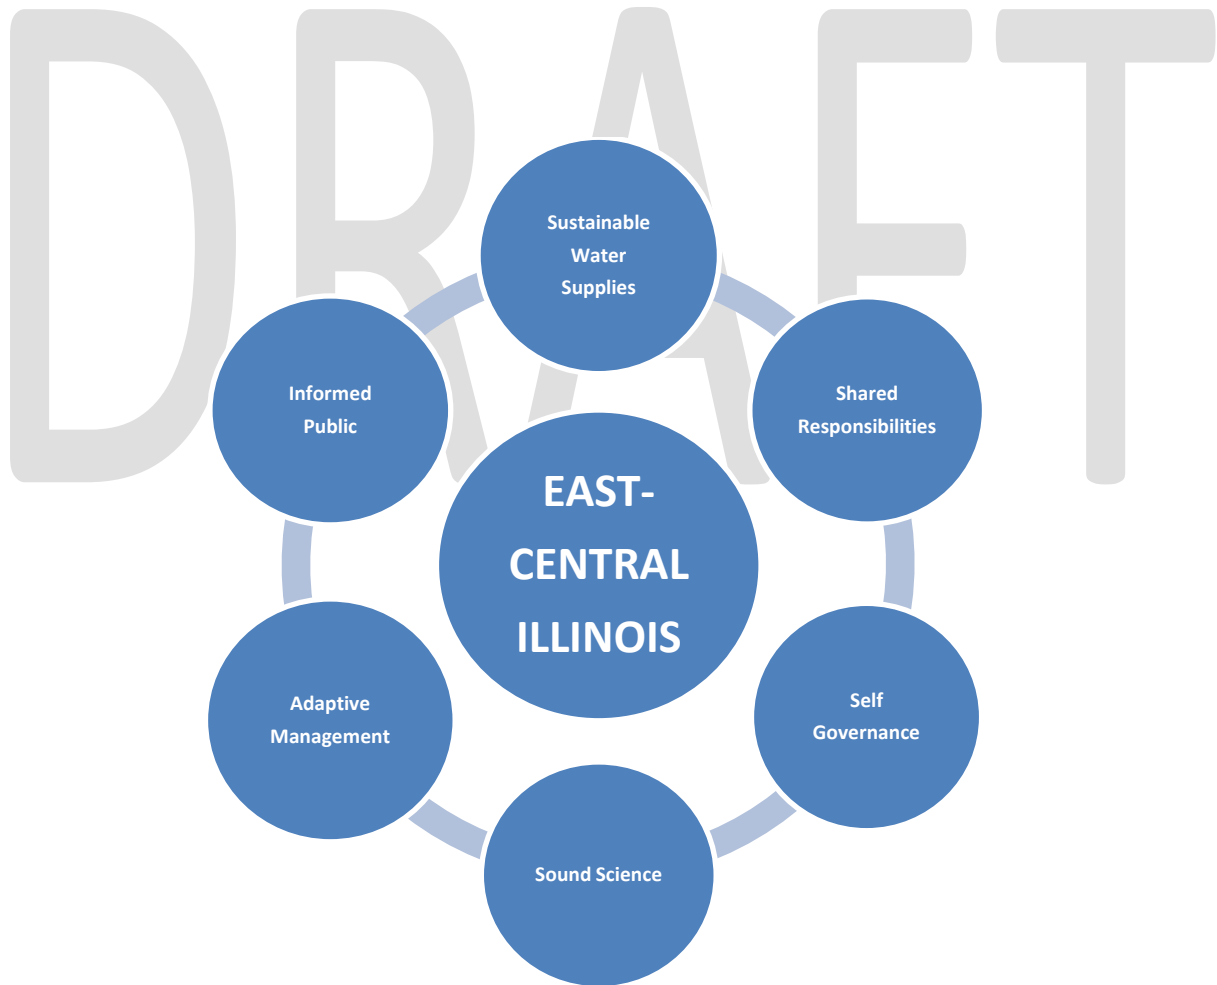 DRAFT
Sustainable
Water
Supplies
Informed
Public
Shared
Responsibilities
EAST-
CENTRAL
ILLINOIS
Adaptive
Management
Self
Governance
Sound Science